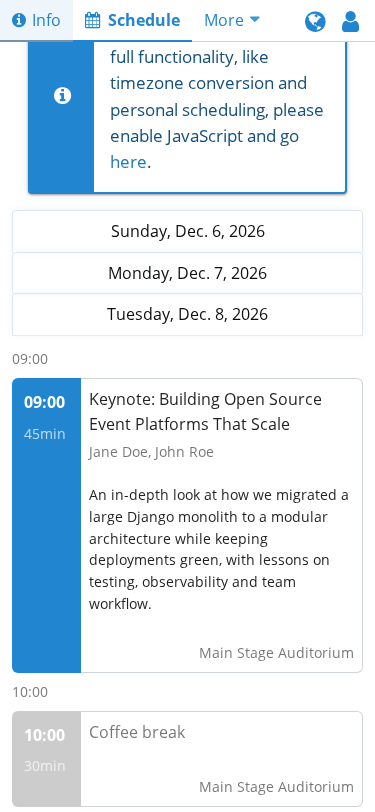 Info Schedule More
full functionality, like
timezone conversion and
personal scheduling, please
enable JavaScript and go
here.
Sunday, Dec. 6, 2026
Monday, Dec. 7, 2026
Tuesday, Dec. 8, 2026
09:00
09:00
45min
Keynote: Building Open Source
Event Platforms That Scale
Jane Doe, John Roe
An in-depth look at how we migrated a
large Django monolith to a modular
architecture while keeping
deployments green, with lessons on
testing, observability and team
workflow.
Main Stage Auditorium
10:00
10:00
30min
Coffee break
Main Stage Auditorium